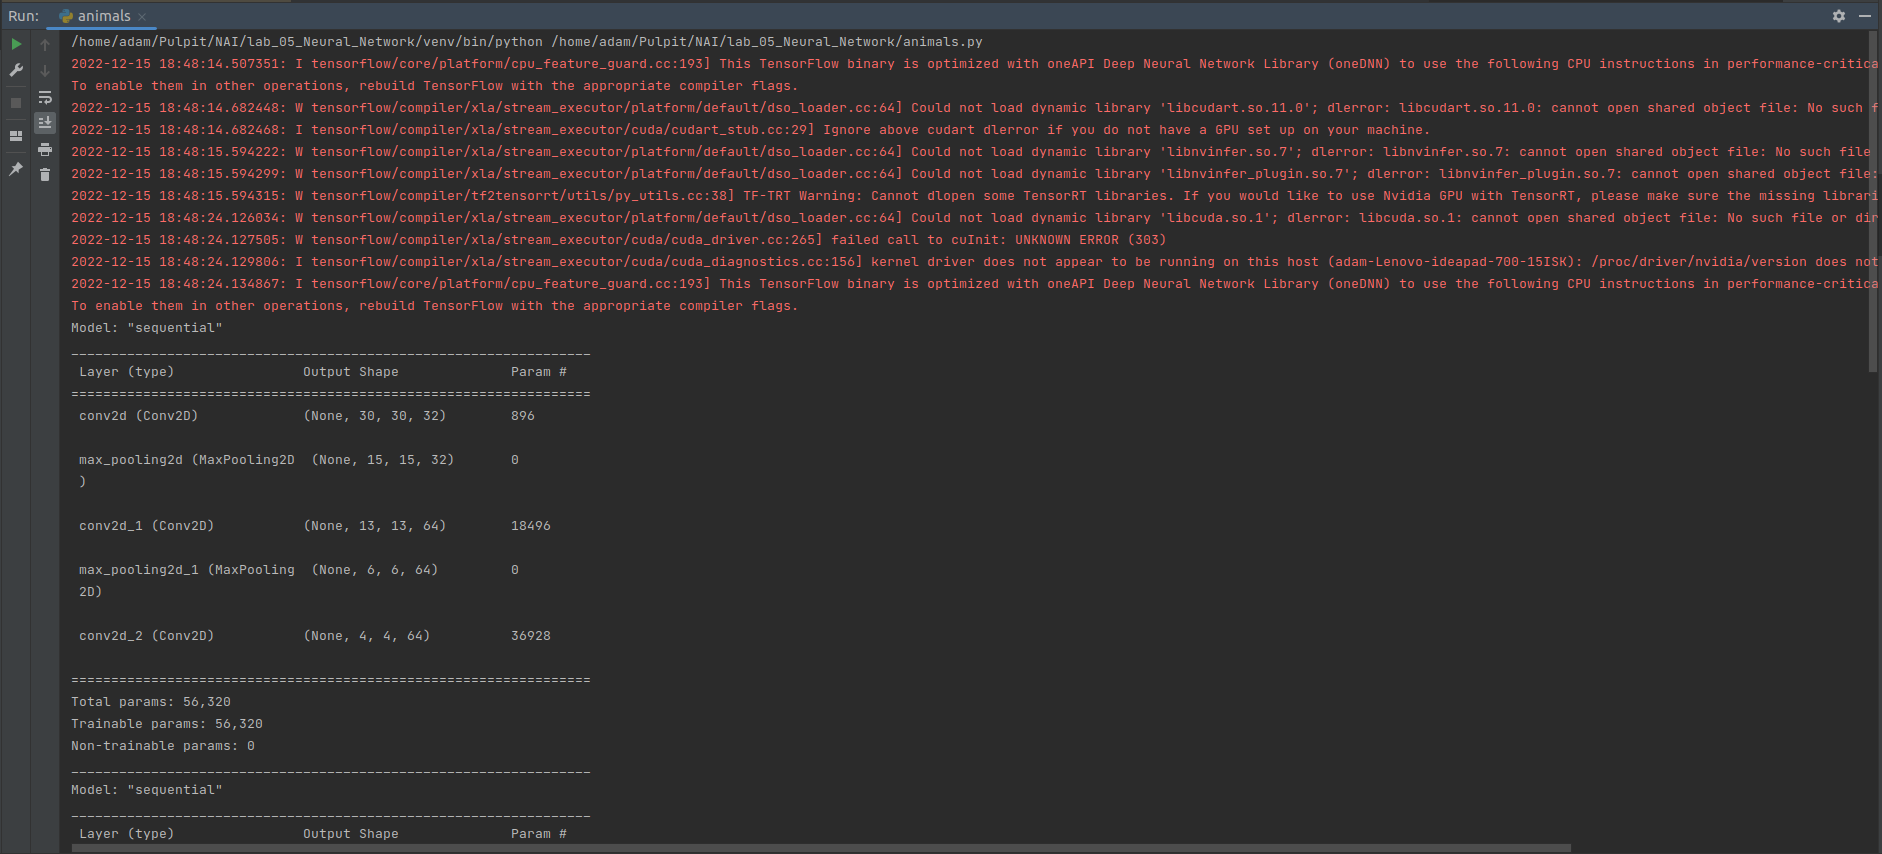 Run: animals
/home/adam/Pulpit/NAI/lab_05_Neural_Network/venv/bin/python /home/adam/Pulpit/NAI/lab_05_Neural_Network/animals.py
2022-12-15 18:48:14.507351: I tensorflow/core/platform/cpu_feature_guard.cc:193] This TensorFlow binary is optimized with oneAPI Deep Neural Network Library (oneDNN) to use the following CPU instructions in performance-critica
To enable them in other operations, rebuild TensorFlow with the appropriate compiler flags.
2022-12-15 18:48:14.682448: W tensorflow/compiler/xla/stream_executor/platform/default/dso_loader.cc:64] Could not load dynamic library 'libcudart.so.11.0'; dlerror: libcudart.so.11.0: cannot open shared object file: No such f
2022-12-15 18:48:14.682468: I tensorflow/compiler/xla/stream_executor/cuda/cudart_stub.cc:29] Ignore above cudart dlerror if you do not have a GPU set up on your machine.
2022-12-15 18:48:15.594222: W tensorflow/compiler/xla/stream_executor/platform/default/dso_loader.cc:64] Could not load dynamic library 'libnvinfer.so.7'; dlerror: libnvinfer.so.7: cannot open shared object file: No such file
2022-12-15 18:48:15.594299: W tensorflow/compiler/xla/stream_executor/platform/default/dso_loader.cc:64] Could not load dynamic library 'libnvinfer_plugin.so.7'; dlerror: libnvinfer_plugin.so.7: cannot open shared object file:
2022-12-15 18:48:15.594315: W tensorflow/compiler/tf2tensorrt/utils/py_utils.cc:38] TF-TRT Warning: Cannot dlopen some TensorRT libraries. If you would like to use Nvidia GPU with TensorRT, please make sure the missing librari
2022-12-15 18:48:24.126034: W tensorflow/compiler/xla/stream_executor/platform/default/dso_loader.cc:64] Could not load dynamic library 'libcuda.so.1'; dlerror: libcuda.so.1: cannot open shared object file: No such file or dir
2022-12-15 18:48:24.127505: W tensorflow/compiler/xla/stream_executor/cuda/cuda_driver.cc:265] failed call to cuInit: UNKNOWN ERROR (303)
2022-12-15 18:48:24.129806: I tensorflow/compiler/xla/stream_executor/cuda/cuda_diagnostics.cc:156] kernel driver does not appear to be running on this host (adam-Lenovo-ideapad-700-15ISK): /proc/driver/nvidia/version does not
2022-12-15 18:48:24.134867: I tensorflow/core/platform/cpu_feature_guard.cc:193] This TensorFlow binary is optimized with oneAPI Deep Neural Network Library (oneDNN) to use the following CPU instructions in performance-critica
To enable them in other operations, rebuild TensorFlow with the appropriate compiler flags.
Model: "sequential"
_________________________________________________________________
 Layer (type)                Output Shape              Param #
=================================================================
 conv2d (Conv2D)             (None, 30, 30, 32)        896
 max_pooling2d (MaxPooling2D  (None, 15, 15, 32)       0
 )
 conv2d_1 (Conv2D)           (None, 13, 13, 64)        18496
 max_pooling2d_1 (MaxPooling  (None, 6, 6, 64)         0
 2D)
 conv2d_2 (Conv2D)           (None, 4, 4, 64)          36928
=================================================================
Total params: 56,320
Trainable params: 56,320
Non-trainable params: 0
_________________________________________________________________
Model: "sequential"
_________________________________________________________________
 Layer (type)                Output Shape              Param #